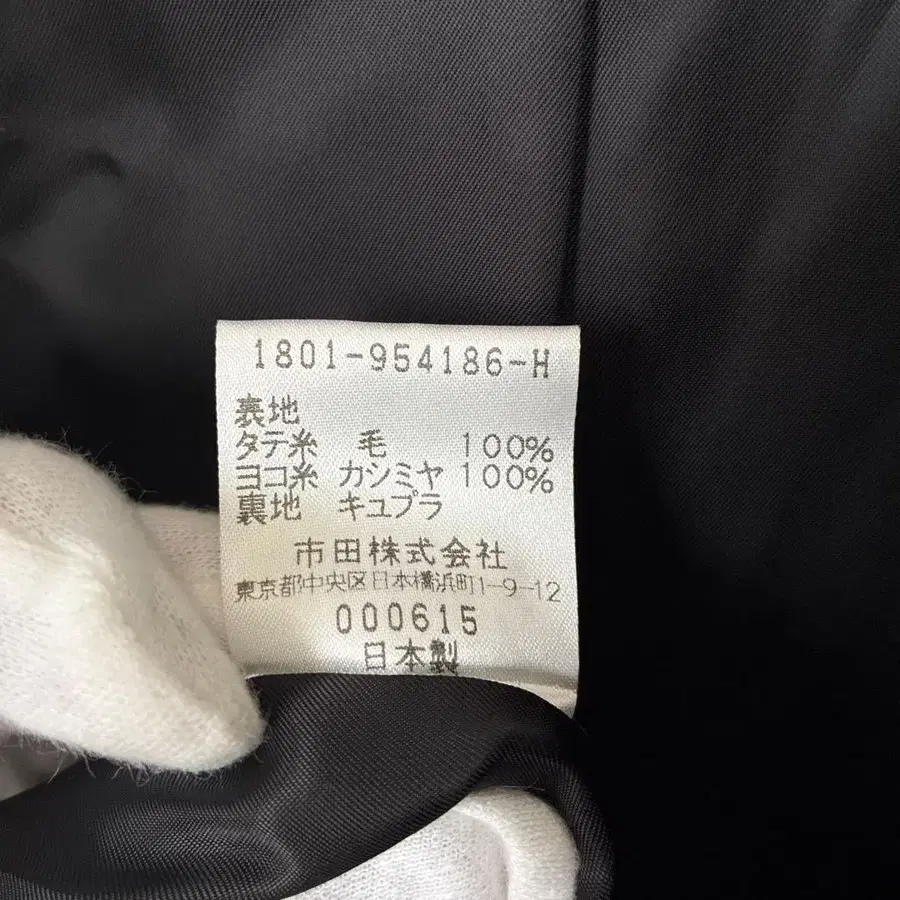 1801-954186-H
表地
タテ糸 毛 100%
ヨコ糸 カシミヤ 100%
裏地 キュプラ
市田株式会社
東京都中央区日本橋浜町1-9-12
000615
日本製